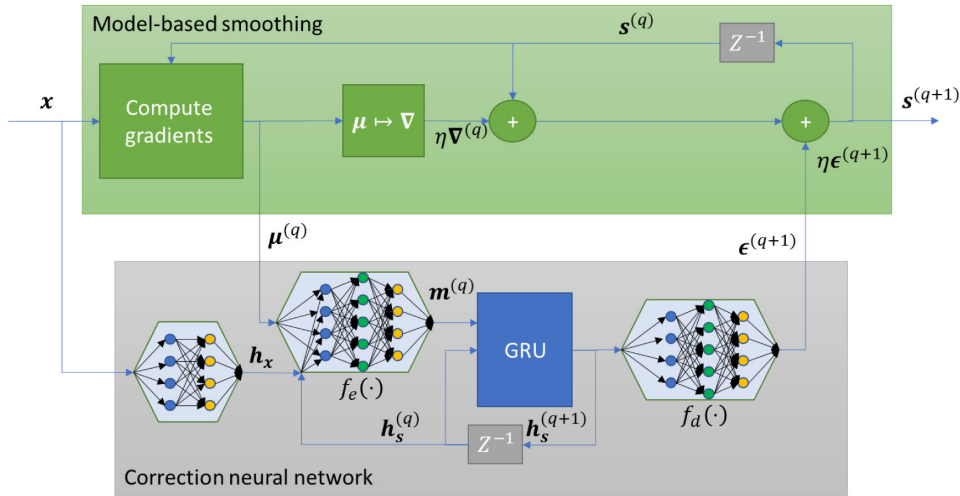 Model-based smoothing
𝒔^(q)
Z^−1
𝒙
Compute
gradients
𝝁 ↦ 𝛁
+
+
𝒔^(q+1)
η𝛁^(q)
η𝝐^(q+1)
𝝁^(q)
𝝐^(q+1)
𝒎^(q)
GRU
𝒉_𝒙
f_e(·)
f_d(·)
𝒉_𝒔^(q)
Z^−1
𝒉_𝒔^(q+1)
Correction neural network